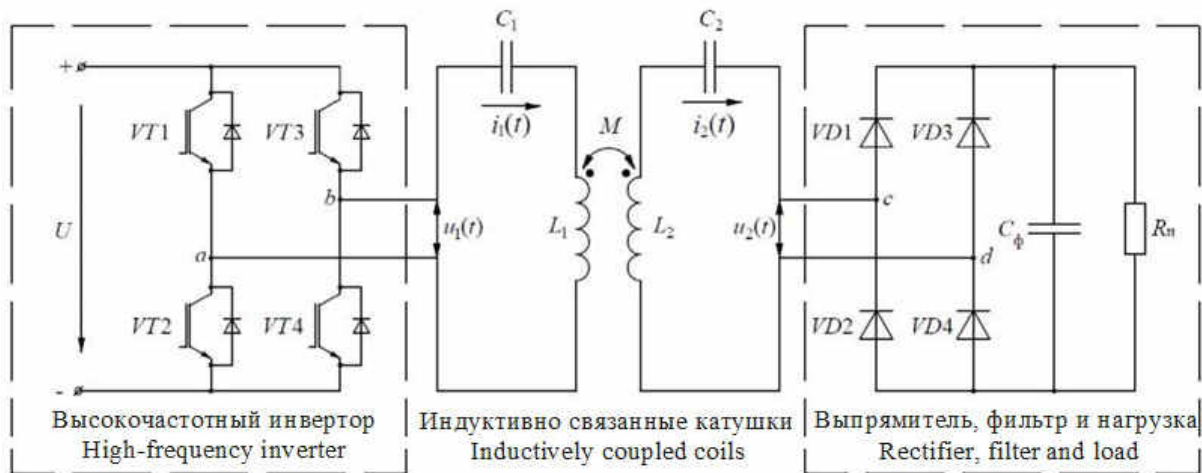 C₁
C₂
+
VT1
VT3
i₁(t)
M
i₂(t)
VD1
VD3
b
c
U
u₁(t)
L₁
L₂
u₂(t)
Cф
Rн
a
d
VT2
VT4
VD2
VD4
-
Высокочастотный инвертор
High-frequency inverter
Индуктивно связанные катушки
Inductively coupled coils
Выпрямитель, фильтр и нагрузка
Rectifier, filter and load